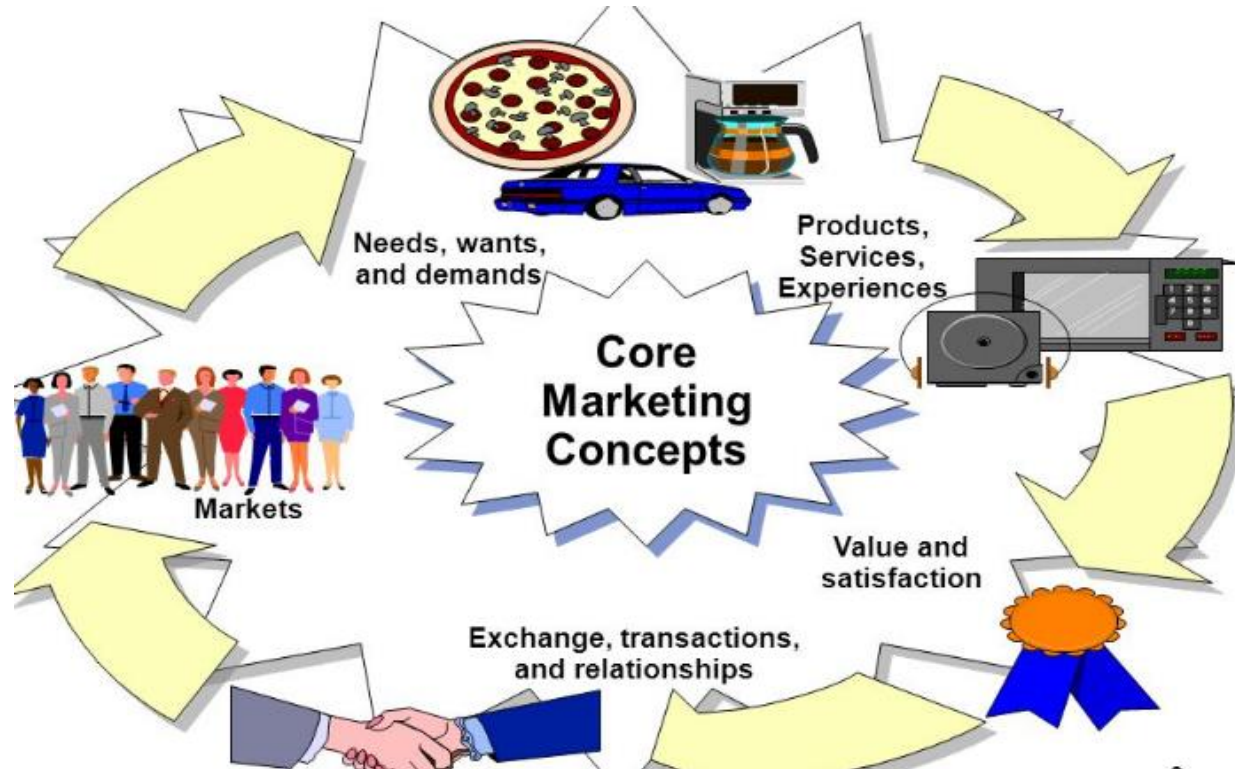 Needs, wants,
and demands
Products,
Services,
Experiences
Core
Marketing
Concepts
Markets
Value and
satisfaction
Exchange, transactions,
and relationships